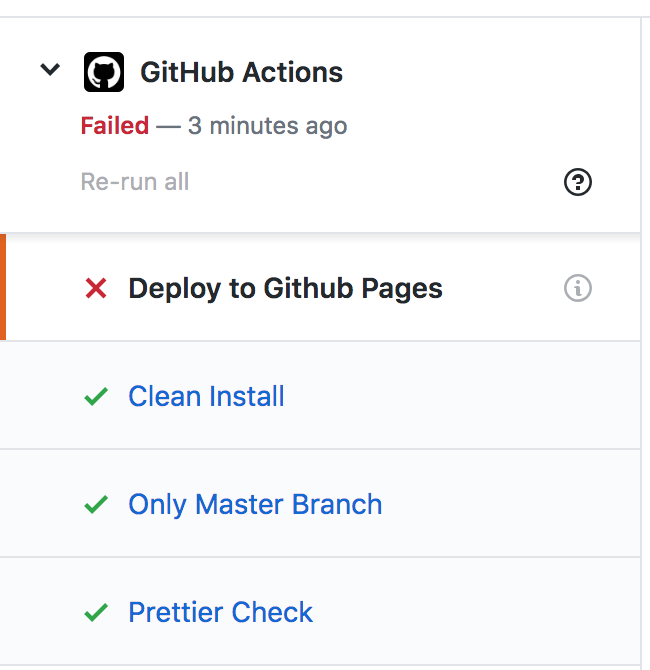 GitHub Actions
Failed — 3 minutes ago
Re-run all
Deploy to Github Pages
Clean Install
Only Master Branch
Prettier Check